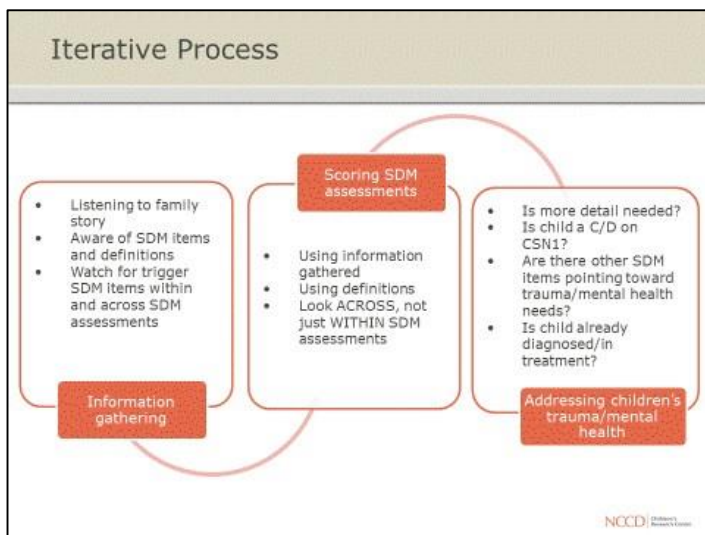 Iterative Process
• Listening to family
story
• Aware of SDM items
and definitions
• Watch for trigger
SDM items within
and across SDM
assessments
Information
gathering
Scoring SDM
assessments
• Using information
gathered
• Using definitions
• Look ACROSS, not
just WITHIN SDM
assessments
• Is more detail needed?
• Is child a C/D on
CSN1?
• Are there other SDM
items pointing toward
trauma/mental health
needs?
• Is child already
diagnosed/in
treatment?
Addressing children's
trauma/mental
health
NCCD
Children's
Research Center